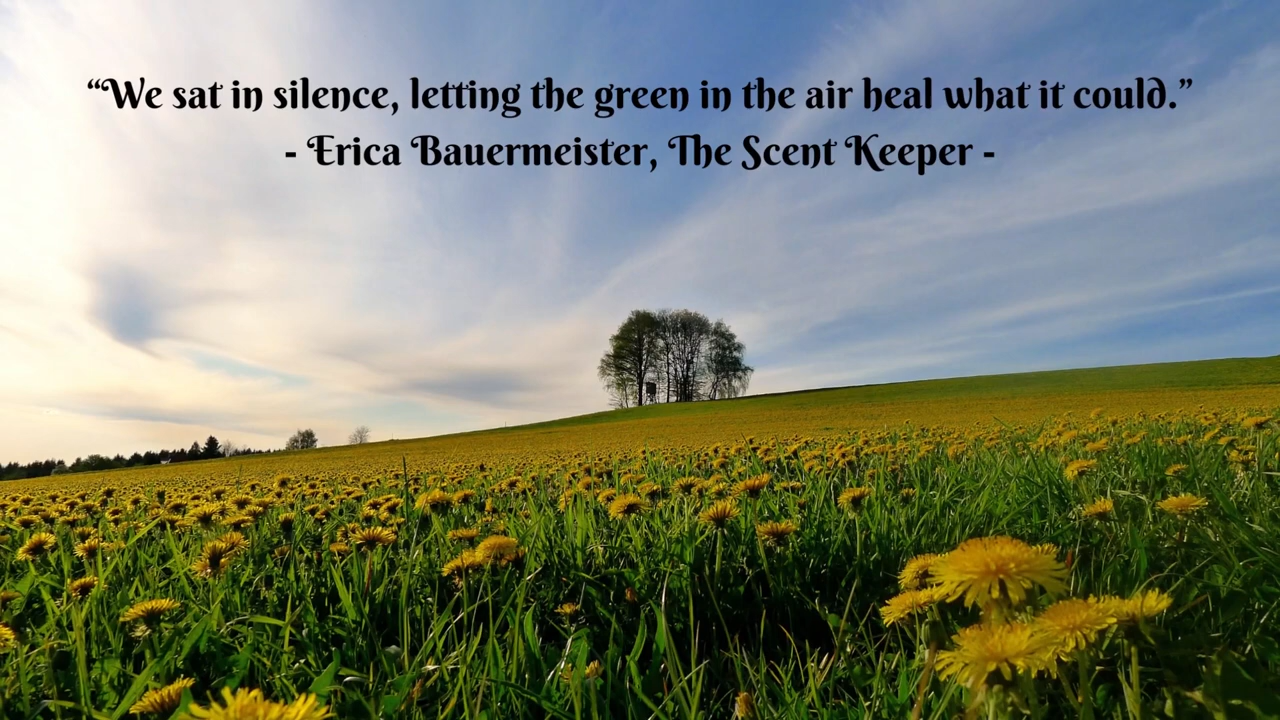 “We sat in silence, letting the green in the air heal what it could.”
- Erica Bauermeister, The Scent Keeper -